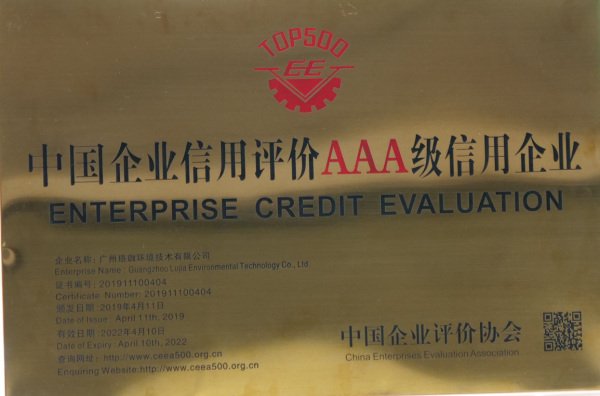 TOP500
EE
中国企业信用评价AAA级信用企业
ENTERPRISE CREDIT EVALUATION
企业名称: 广州 环境技术有限公司
Enterprise Name : Guangzhou Environmental Technology Co., Ltd.
证书编号: 201911100404
Certificate Number: 201911100404
颁发日期:2019年4月11日
Date of Issue : April 11th, 2019
有效日期:2022年4月10日
Date of Expiry : April 10th, 2022
查询网址: http://www.ceea500.org.cn
Enquiring Website:http://www.ceea500.org.cn
中国企业评价协会
China Enterprises Evaluation Association